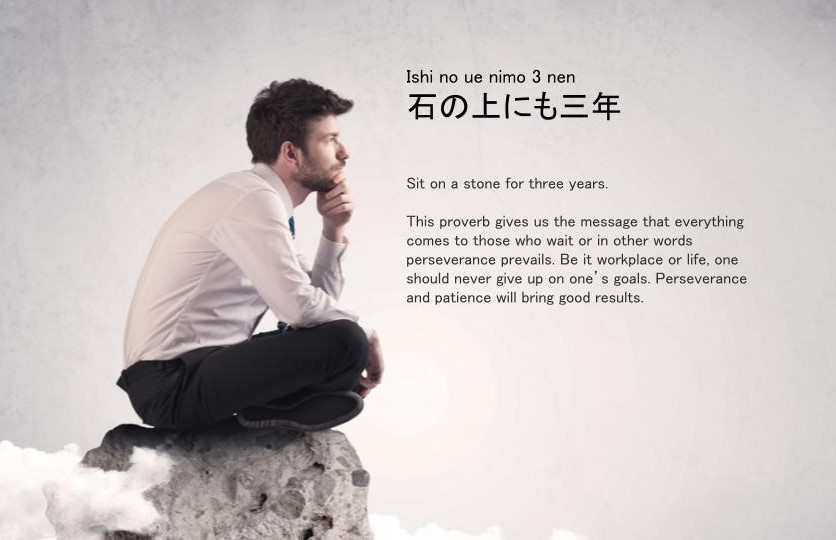 Ishi no ue nimo 3 nen
石の上にも三年
Sit on a stone for three years.
This proverb gives us the message that everything
comes to those who wait or in other words
perseverance prevails. Be it workplace or life, one
should never give up on one’s goals. Perseverance
and patience will bring good results.